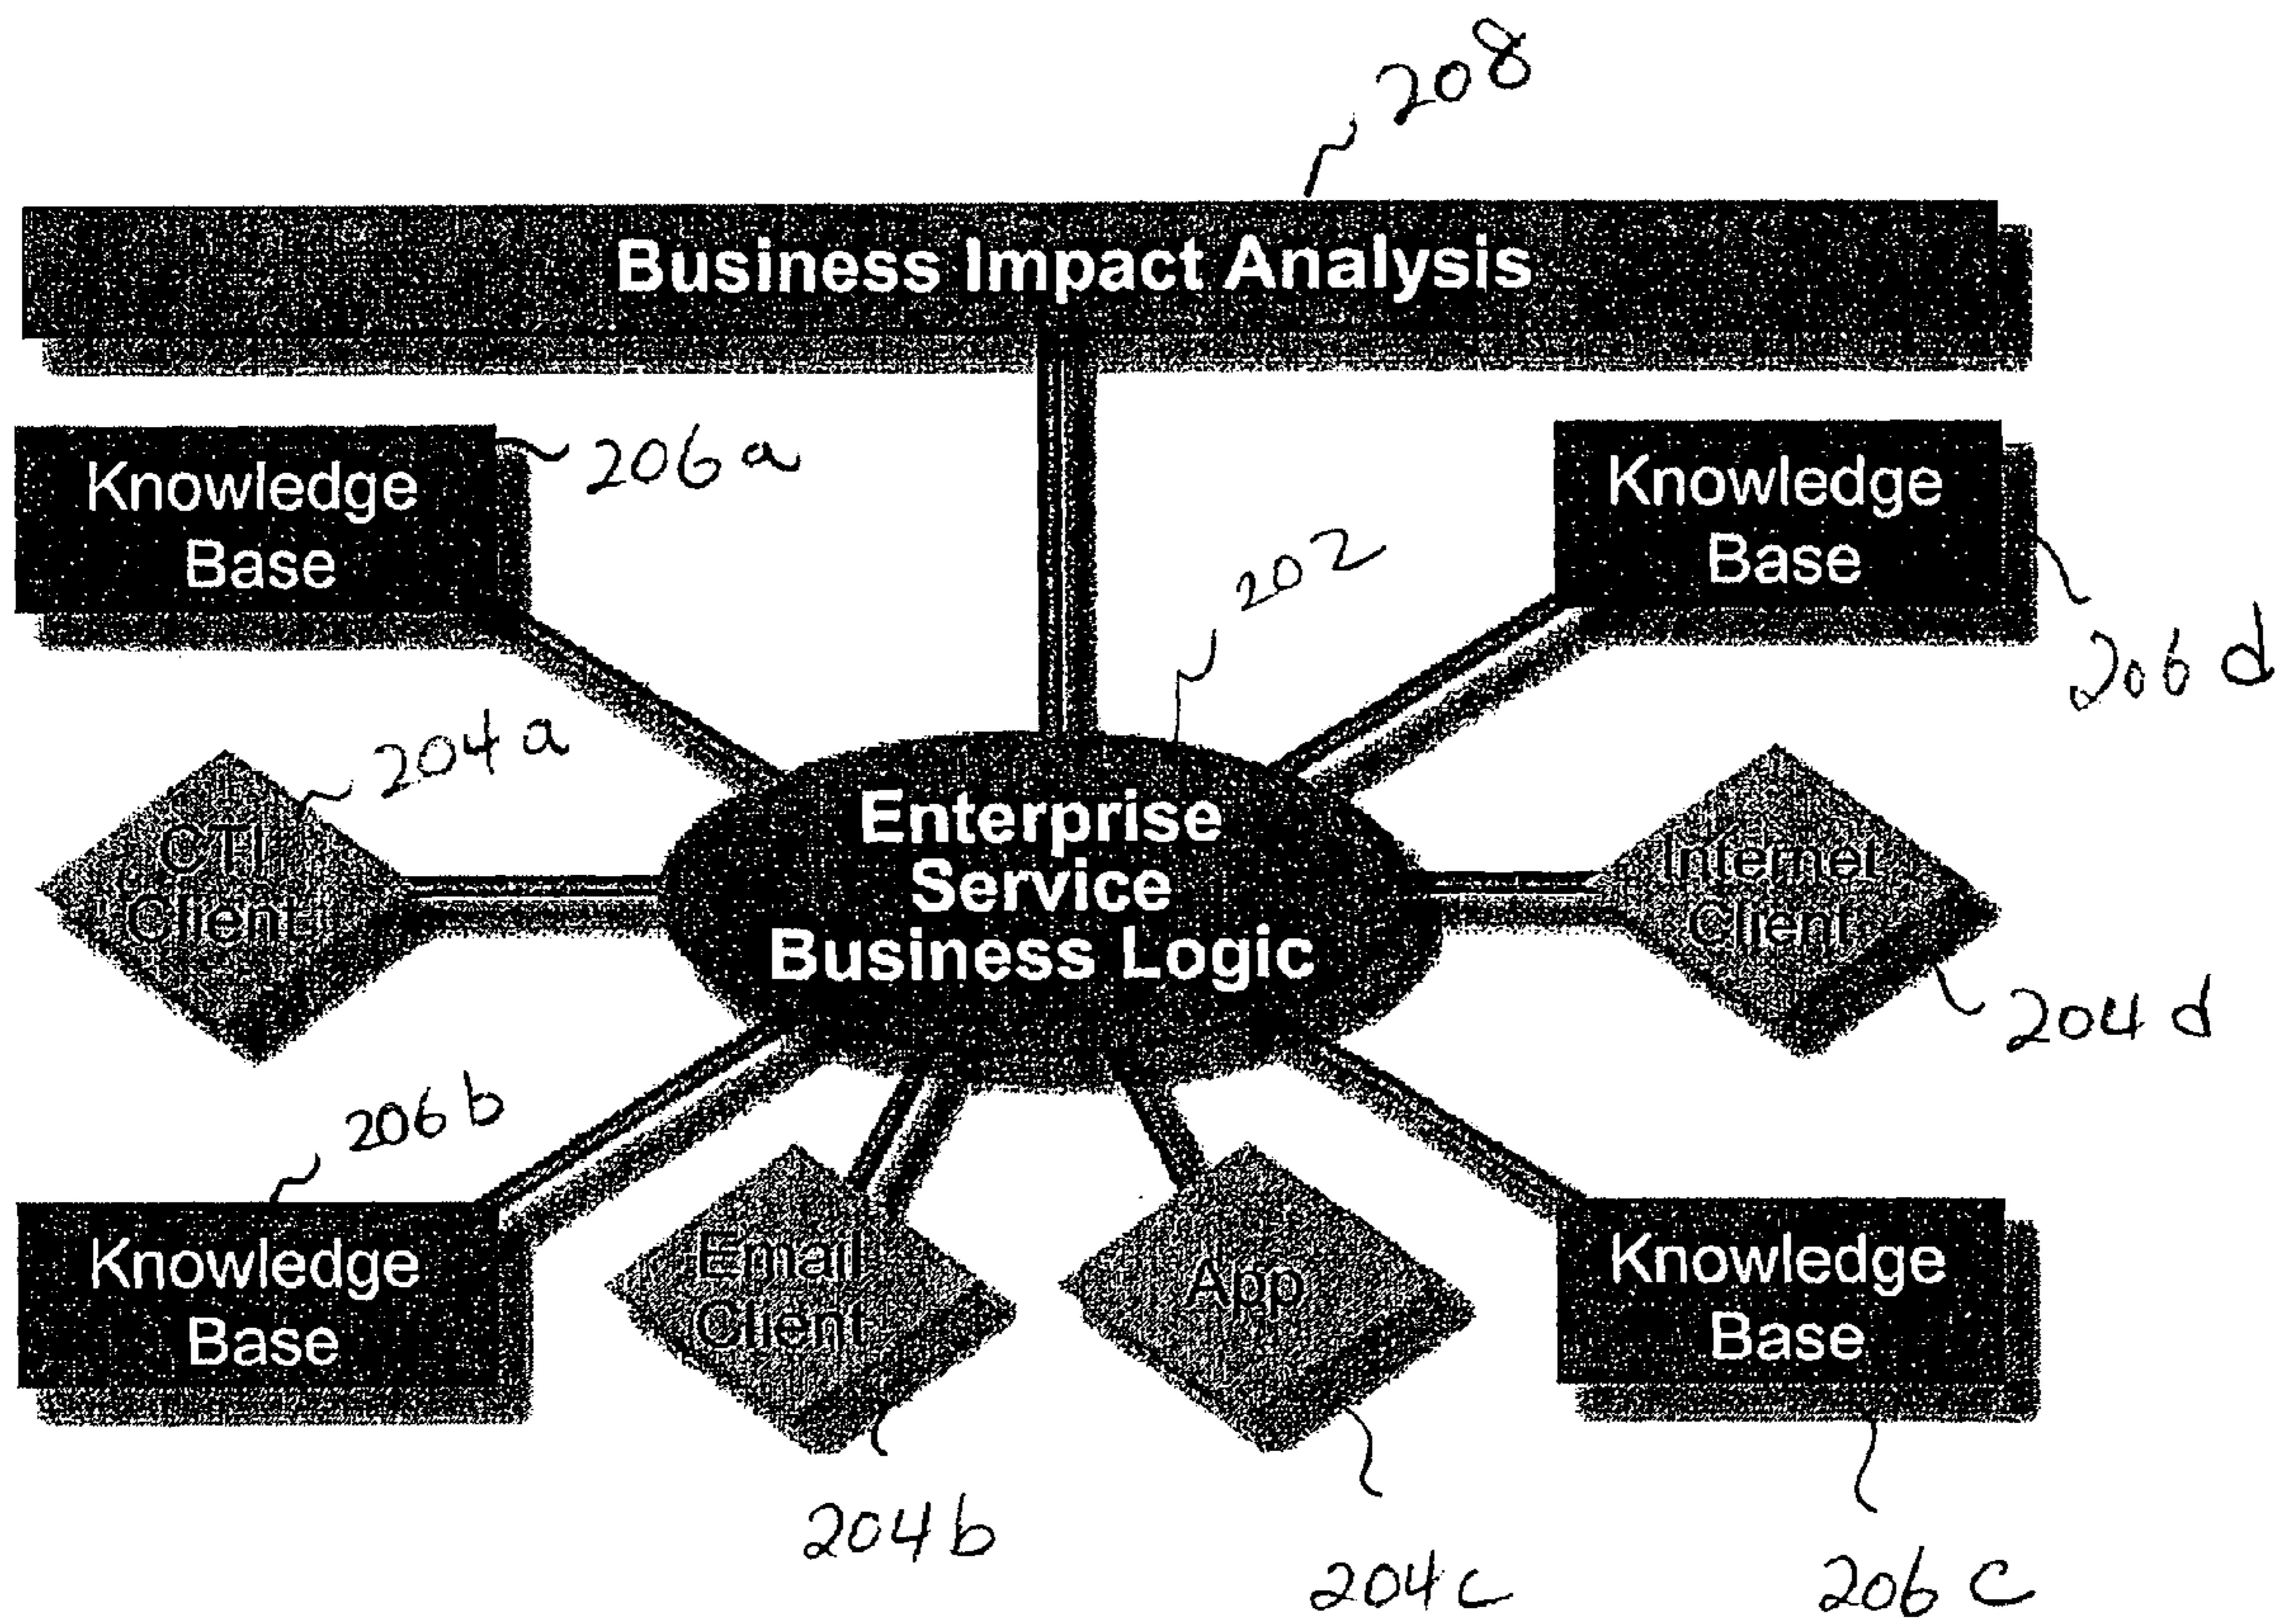 208
Business Impact Analysis
206a
Knowledge
Base
Knowledge
Base
202
206d
204a
CTI
Client
Enterprise
Service
Business Logic
Internet
Client
204d
206b
Knowledge
Base
Email
Client
App
Knowledge
Base
204b
204c
206c